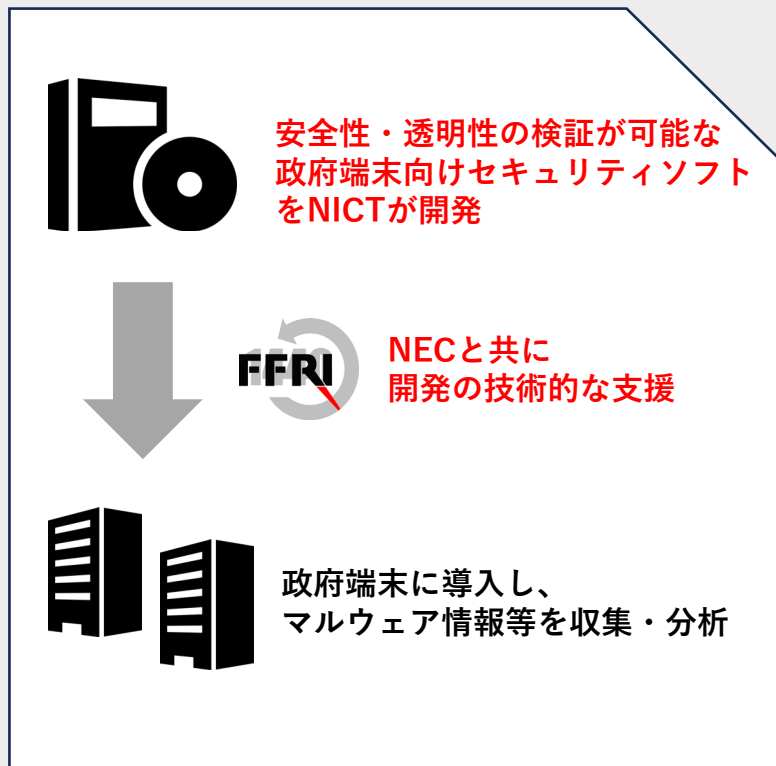 安全性・透明性の検証が可能な
政府端末向けセキュリティソフト
をNICTが開発
FFRI
NECと共に
開発の技術的な支援
政府端末に導入し、
マルウェア情報等を収集・分析